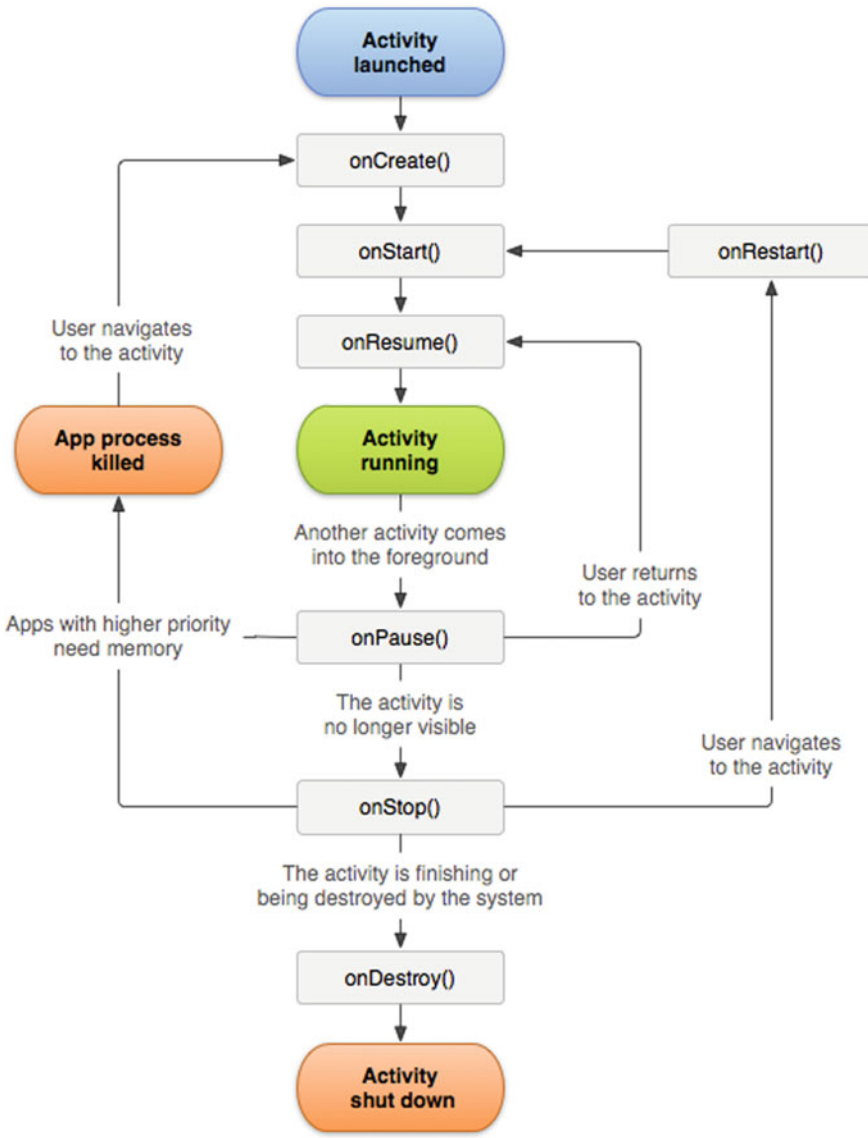 Activity
launched
onCreate()
onStart()
onRestart()
User navigates
to the activity
onResume()
App process
killed
Activity
running
Another activity comes
into the foreground
User returns
to the activity
Apps with higher priority
need memory
onPause()
The activity is
no longer visible
User navigates
to the activity
onStop()
The activity is finishing or
being destroyed by the system
onDestroy()
Activity
shut down